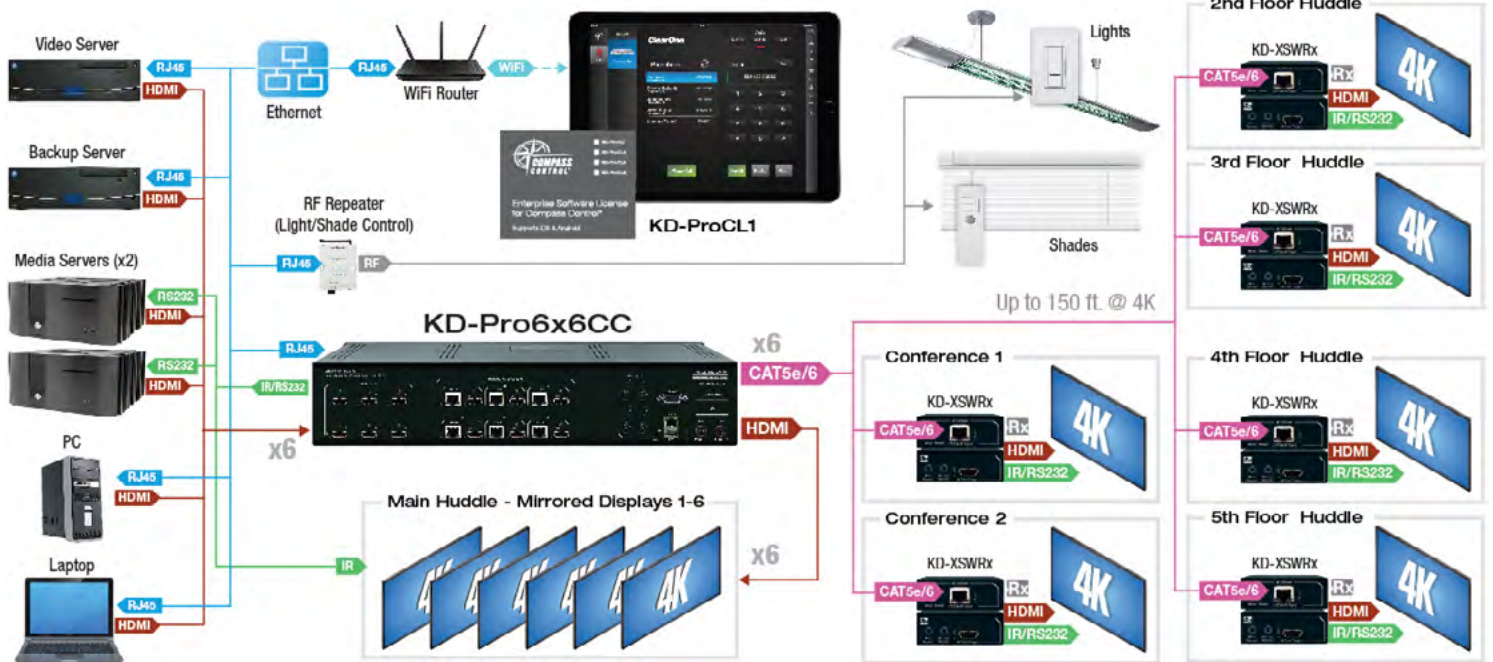 2nd Floor Huddle
Video Server
RJ45
HDMI
Ethernet
RJ45
WiFi Router
WiFi
ClearOne
COMPASS
CONTROL
Enterprise Software License
for Compass Control
Supports iOS & Android
KD-ProCL1
Lights
Shades
KD-XSWRx
CAT5e/6
Rx
HDMI
IR/RS232
4K
Backup Server
RJ45
HDMI
RF Repeater
(Light/Shade Control)
RJ45
RF
3rd Floor Huddle
KD-XSWRx
CAT5e/6
Rx
HDMI
IR/RS232
4K
Media Servers (x2)
RS232
HDMI
RS232
HDMI
Up to 150 ft. @ 4K
KD-Pro6x6CC
RJ45
IR/RS232
x6
x6
CAT5e/6
HDMI
x6
Conference 1
KD-XSWRx
CAT5e/6
Rx
HDMI
IR/RS232
4K
4th Floor Huddle
KD-XSWRx
CAT5e/6
Rx
HDMI
IR/RS232
4K
PC
RJ45
HDMI
Laptop
RJ45
HDMI
Main Huddle - Mirrored Displays 1-6
IR
4K
Conference 2
KD-XSWRx
CAT5e/6
Rx
HDMI
IR/RS232
4K
5th Floor Huddle
KD-XSWRx
CAT5e/6
Rx
HDMI
IR/RS232
4K